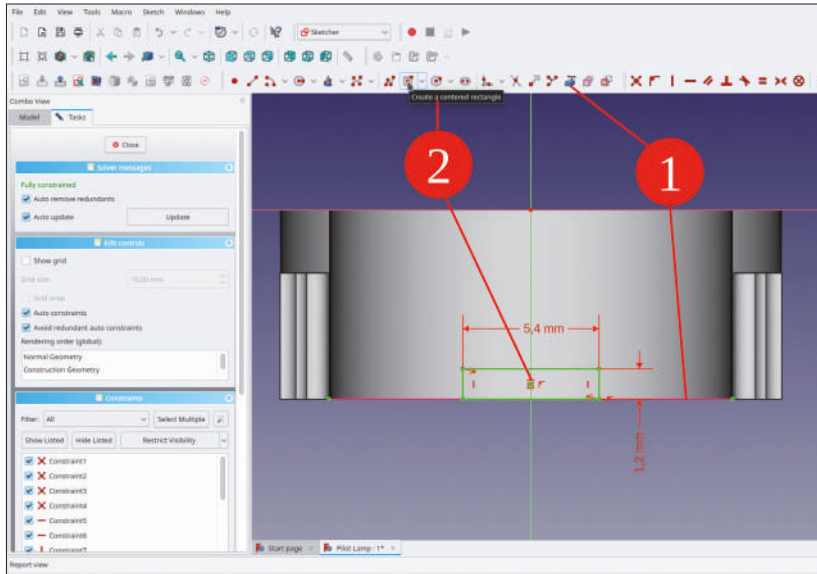 File Edit View Tools Macro Sketch Windows Help
Sketcher
Create a centered rectangle
Combo View
Model Tasks
Close
Solver messages
Fully constrained
Auto remove redundants
Auto update Update
Edit controls
Show grid
Grid size: 10,00 mm
Grid snap
Auto constraints
Avoid redundant auto constraints
Rendering order (global):
Normal Geometry
Construction Geometry
Constraints
Filter: All Select Multiple
Show Listed Hide Listed Restrict Visibility
Constraint1
Constraint2
Constraint3
Constraint4
Constraint5
Constraint6
Constraint7
2
1
5,4 mm
1,2 mm
Start page Pilot Lamp : 1*
Report view